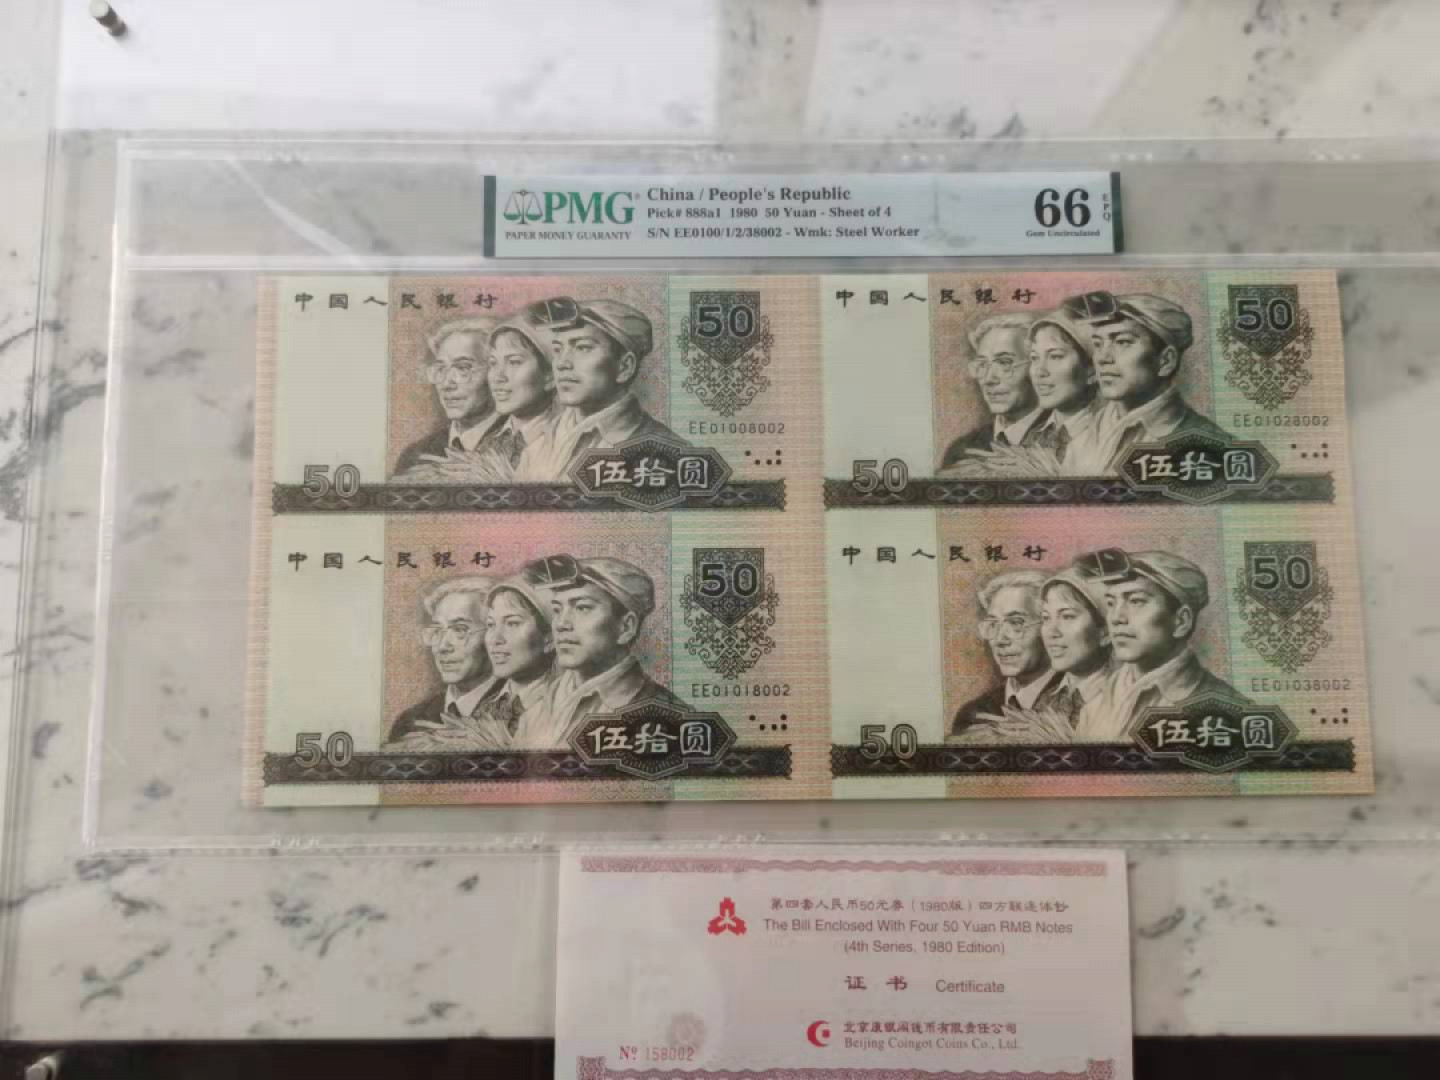 PMG
PAPER MONEY GUARANTY
China / People's Republic
Pick# 888a1 1980 50 Yuan - Sheet of 4
S/N EE0100/1/2/38002 - Wmk: Steel Worker
66
EPQ
Gem Uncirculated
中国人民银行
50
EE01008002
50
伍拾圆
中国人民银行
50
EE01028002
50
伍拾圆
中国人民银行
50
EE01018002
50
伍拾圆
中国人民银行
50
EE01038002
50
伍拾圆
第四套人民币50元券（1980版）四方联连体钞
The Bill Enclosed With Four 50 Yuan RMB Notes
(4th Series, 1980 Edition)
证书 Certificate
北京康银阁钱币有限责任公司
Beijing Coingot Coins Co., Ltd.
Nº 158002